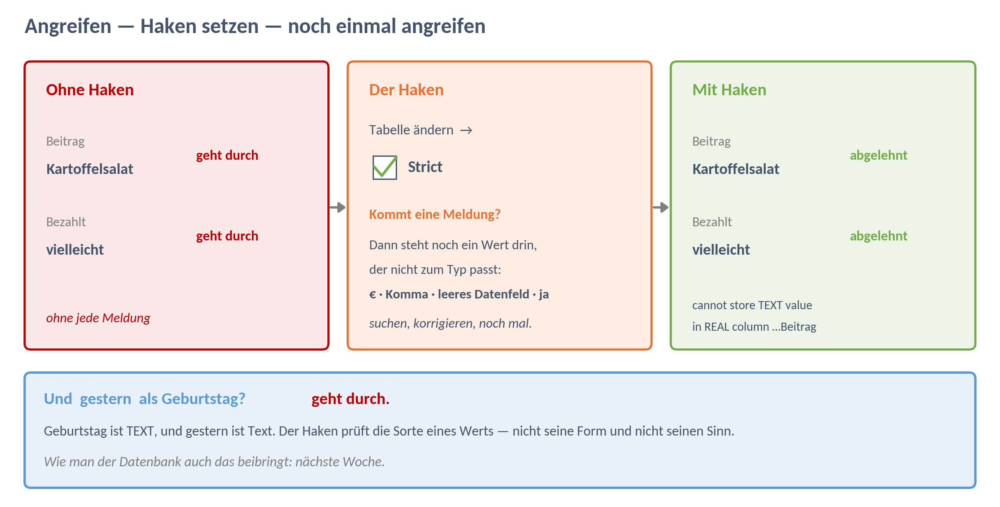 Angreifen — Haken setzen — noch einmal angreifen
Ohne Haken
Beitrag
geht durch
Kartoffelsalat
Bezahlt
geht durch
vielleicht
ohne jede Meldung
Der Haken
Tabelle ändern →
Strict
Kommt eine Meldung?
Dann steht noch ein Wert drin,
der nicht zum Typ passt:
€ · Komma · leeres Datenfeld · ja
suchen, korrigieren, noch mal.
Mit Haken
Beitrag
abgelehnt
Kartoffelsalat
Bezahlt
abgelehnt
vielleicht
cannot store TEXT value
in REAL column ...Beitrag
Und gestern als Geburtstag? geht durch.
Geburtstag ist TEXT, und gestern ist Text. Der Haken prüft die Sorte eines Werts — nicht seine Form und nicht seinen Sinn.
Wie man der Datenbank auch das beibringt: nächste Woche.